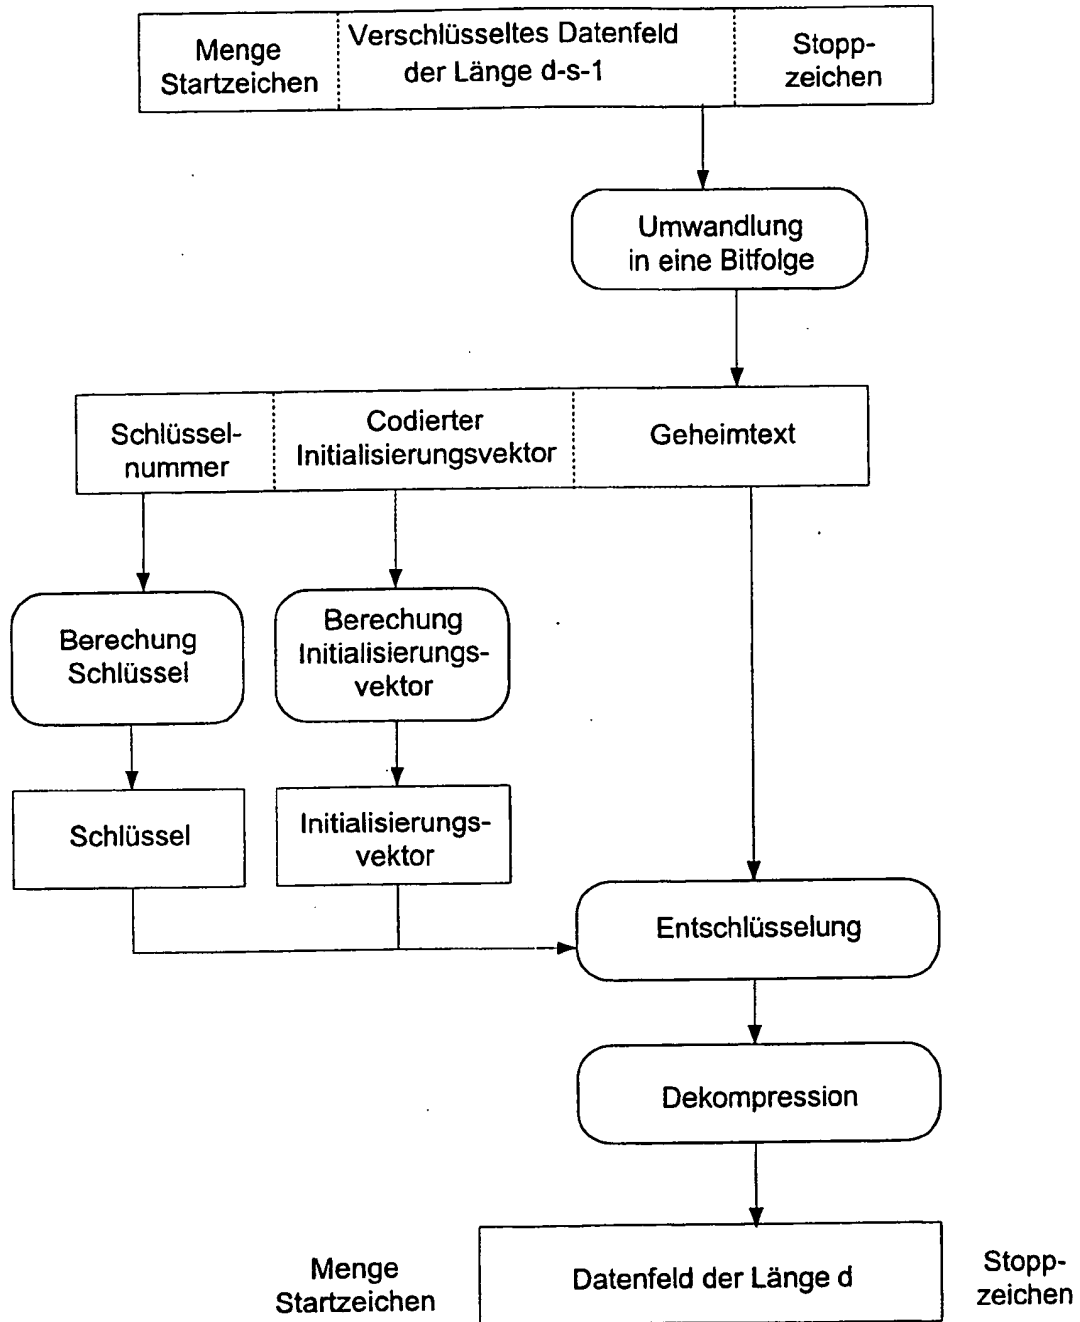 Menge
Startzeichen
Verschlüsseltes Datenfeld
der Länge d-s-1
Stopp-
zeichen
Umwandlung
in eine Bitfolge
Schlüssel-
nummer
Codierter
Initialisierungsvektor
Geheimtext
Berechung
Schlüssel
Berechung
Initialisierungs-
vektor
Schlüssel
Initialisierungs-
vektor
Entschlüsselung
Dekompression
Menge
Startzeichen
Datenfeld der Länge d
Stopp-
zeichen